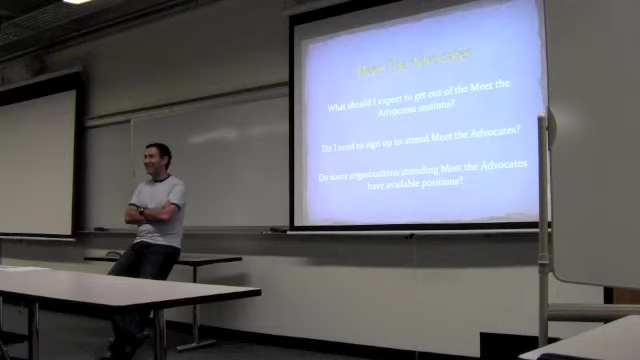 Meet The Advocates
What should I expect to get out of the Meet the
Advocates sessions?
Do I need to sign up to attend Meet the Advocates?
Do some organizations attending Meet the Advocates
have available positions?